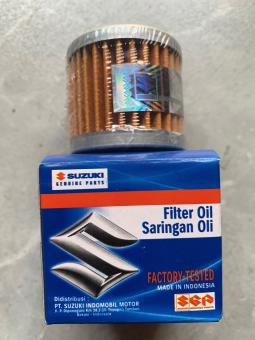 SUZUKI
GENUINE PARTS
Filter Oil
Saringan Oli
FACTORY-TESTED
MADE IN INDONESIA
Didistribusi :
PT. SUZUKI INDOMOBIL MOTOR
SGP